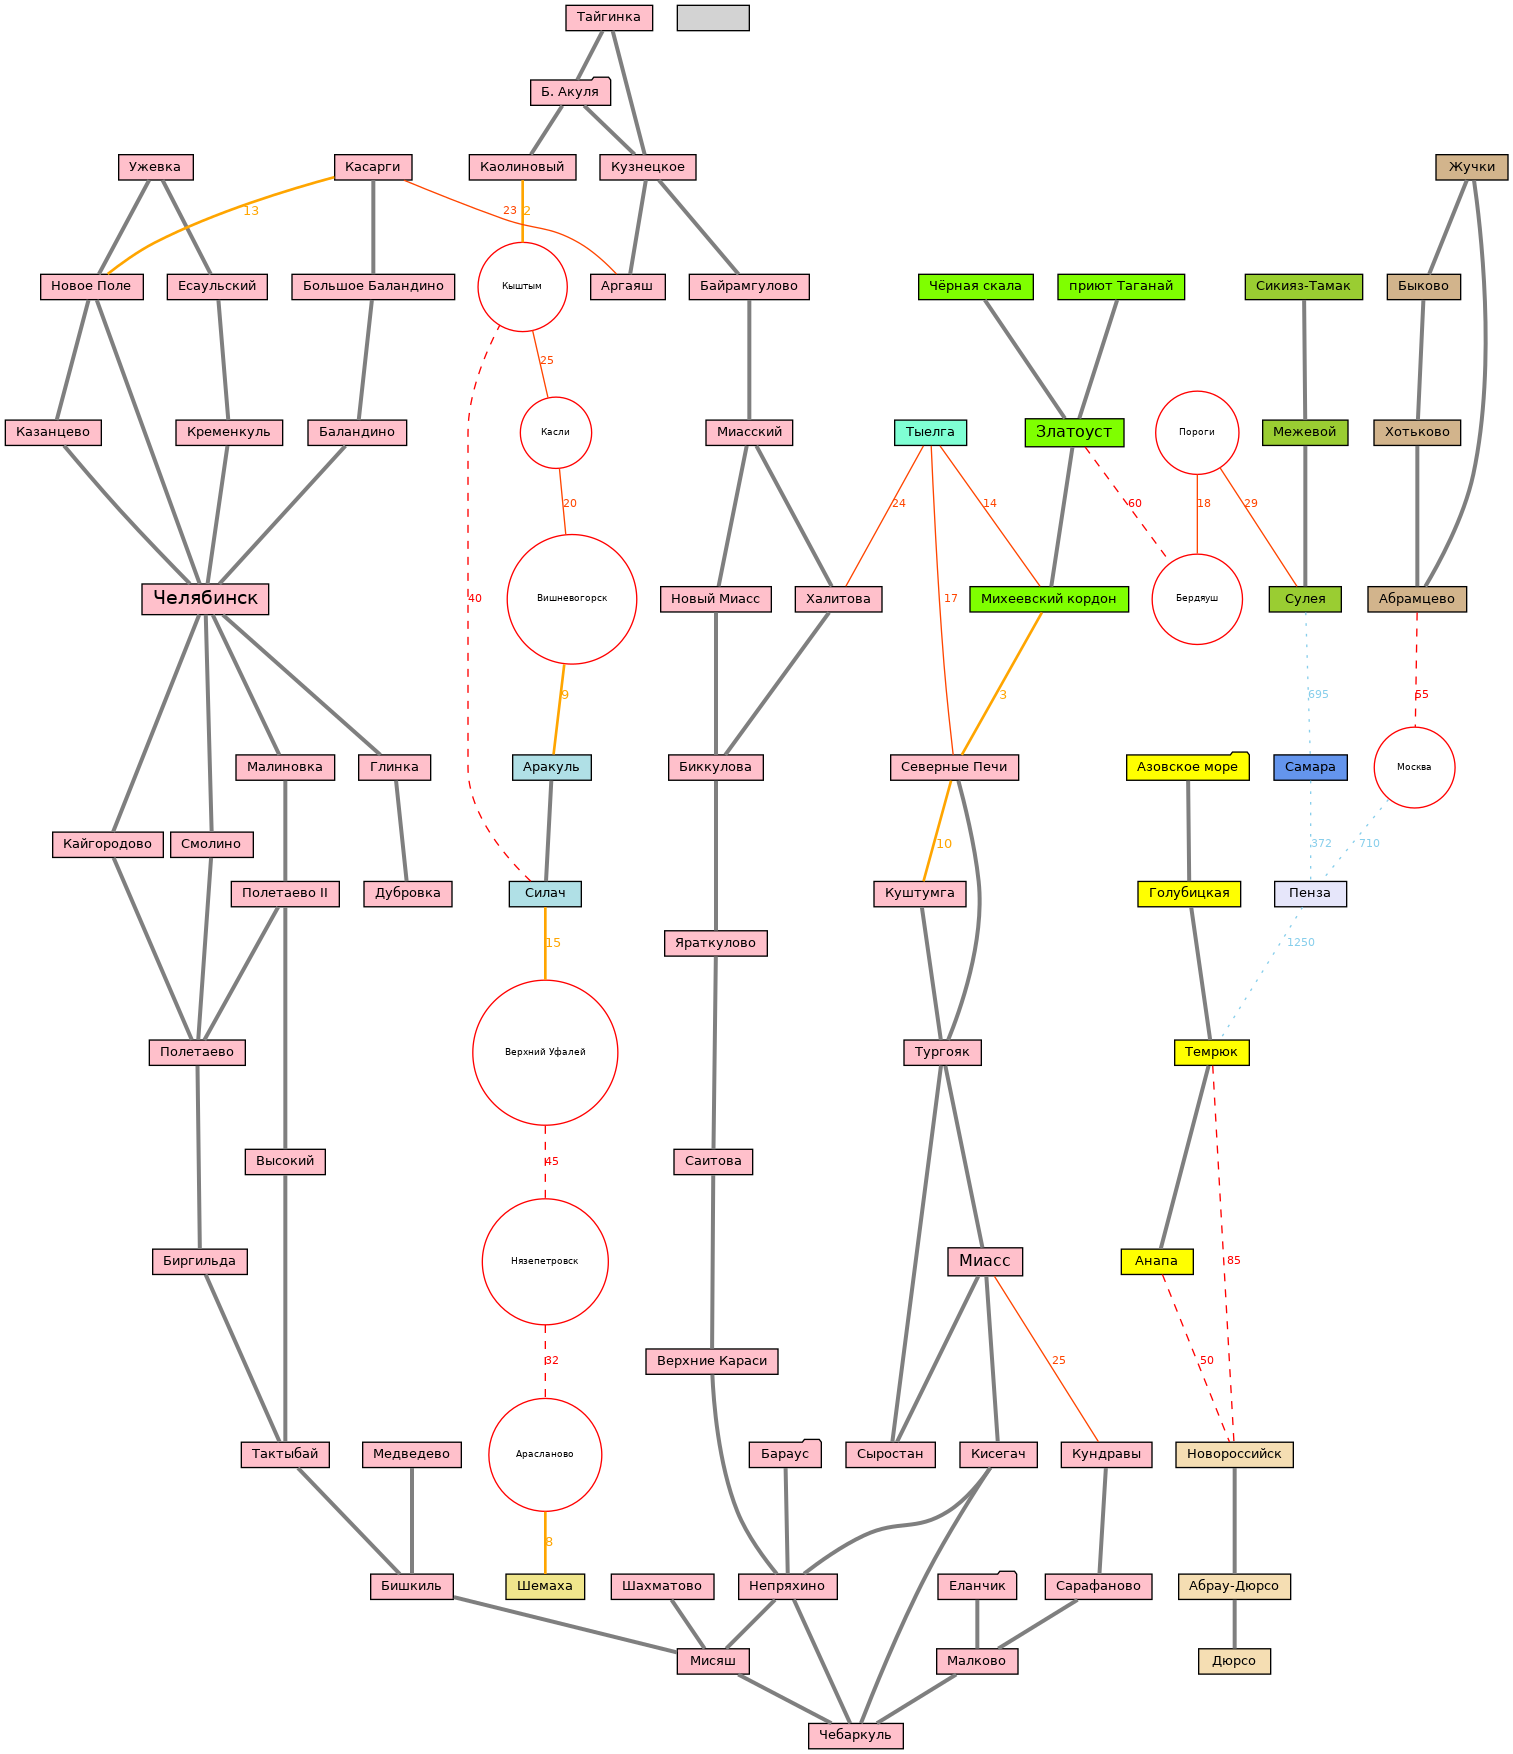 Тайгинка
Б. Акуля
Ужевка
Касарги
Каолиновый
Кузнецкое
Жучки
13
23
2
Новое Поле
Есаульский
Большое Баландино
Кыштым
Аргаяш
Байрамгулово
Чёрная скала
приют Таганай
Сикияз-Тамак
Быково
25
Казанцево
Кременкуль
Баландино
Касли
Миасский
Тыелга
Златоуст
Пороги
Межевой
Хотьково
20
24
14
60
18
29
Челябинск
40
Вишневогорск
Новый Миасс
Халитова
17
Михеевский кордон
Бердяуш
Сулея
Абрамцево
9
3
695
55
Малиновка
Глинка
Аракуль
Биккулова
Северные Печи
Азовское море
Самара
Москва
Кайгородово
Смолино
10
372
710
Полетаево II
Дубровка
Силач
Куштумга
Голубицкая
Пенза
15
Яраткулово
1250
Полетаево
Верхний Уфалей
Тургояк
Темрюк
Высокий
45
Саитова
Биргильда
Нязепетровск
Миасс
Анапа
85
32
Верхние Караси
25
50
Тактыбай
Медведево
Арасланово
Бараус
Сыростан
Кисегач
Кундравы
Новороссийск
8
Бишкиль
Шемаха
Шахматово
Непряхино
Еланчик
Сарафаново
Абрау-Дюрсо
Мисяш
Малково
Дюрсо
Чебаркуль